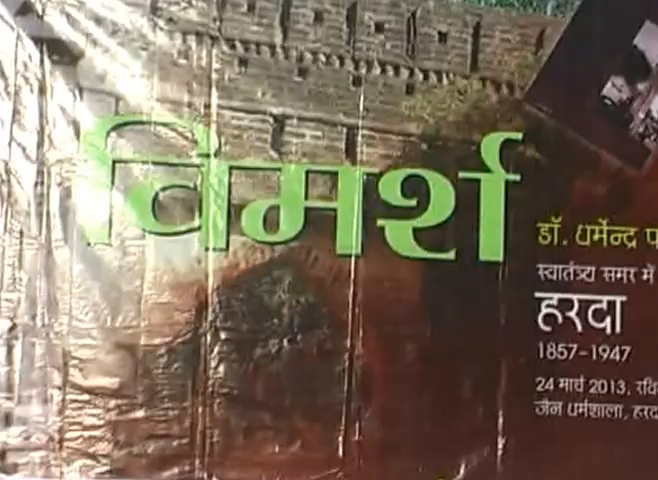 विमर्श
डॉ. धर्मेन्द्र
स्वातंत्र्य समर में
हरदा
1857-1947
24 मार्च 2013,
जैन धर्मशाला,